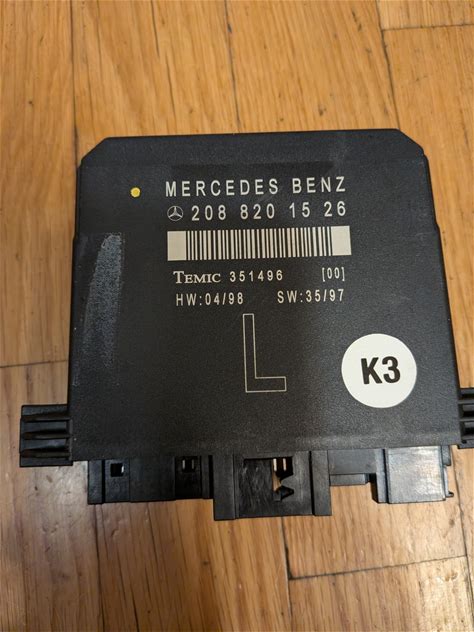 MERCEDES BENZ
208 820 15 26
TEMIC 351496 [00]
HW:04/98 SW:35/97
L
K3